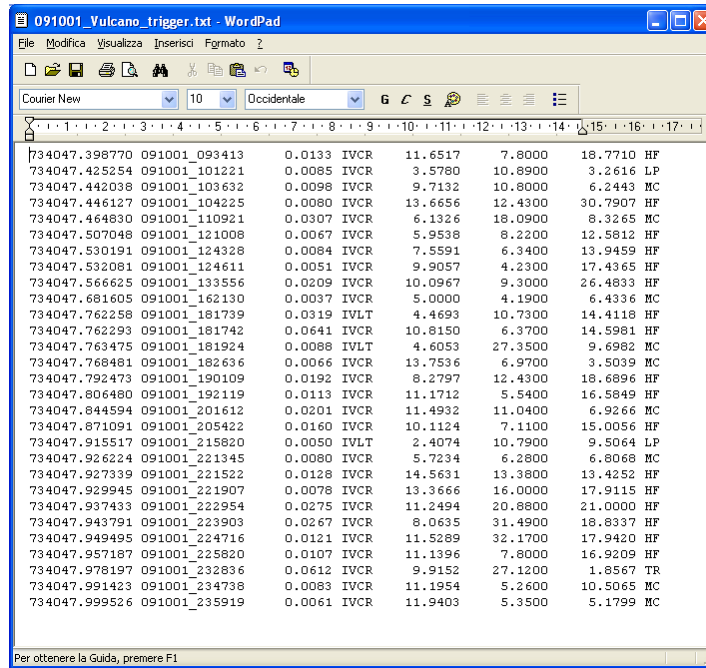 091001_Vulcano_trigger.txt - WordPad
File Modifica Visualizza Inserisci Formato ?
Courier New 10 Occidentale G C S
1 2 3 4 5 6 7 8 9 10 11 12 13 14 15 16 17
734047.398770 091001_093413 0.0133 IVCR 11.6517 7.8000 18.7710 HF
734047.425254 091001_101221 0.0085 IVCR 3.5780 10.8900 3.2616 LP
734047.442038 091001_103632 0.0098 IVCR 9.7132 10.8000 6.2443 MC
734047.446127 091001_104225 0.0080 IVCR 13.6656 12.4300 30.7907 HF
734047.464830 091001_110921 0.0307 IVCR 6.1326 18.0900 8.3265 MC
734047.507048 091001_121008 0.0067 IVCR 5.9538 8.2200 12.5812 HF
734047.530191 091001_124328 0.0084 IVCR 7.5591 6.3400 13.9459 HF
734047.532081 091001_124611 0.0051 IVCR 9.9057 4.2300 17.4365 HF
734047.566625 091001_133556 0.0209 IVCR 10.0967 9.3000 26.4833 HF
734047.681605 091001_162130 0.0037 IVCR 5.0000 4.1900 6.4336 MC
734047.762258 091001_181739 0.0319 IVLT 4.4693 10.7300 14.4118 HF
734047.762293 091001_181742 0.0641 IVCR 10.8150 6.3700 14.5981 HF
734047.763475 091001_181924 0.0088 IVLT 4.6053 27.3500 9.6982 MC
734047.768481 091001_182636 0.0066 IVCR 13.7536 6.9700 3.5039 MC
734047.792473 091001_190109 0.0192 IVCR 8.2797 12.4300 18.6896 HF
734047.806480 091001_192119 0.0113 IVCR 11.1712 5.5400 16.5849 HF
734047.844594 091001_201612 0.0201 IVCR 11.4932 11.0400 6.9266 MC
734047.871091 091001_205422 0.0160 IVCR 10.1124 7.1100 15.0056 HF
734047.915517 091001_215820 0.0050 IVLT 2.4074 10.7900 9.5064 LP
734047.926224 091001_221345 0.0080 IVCR 5.7234 6.2800 6.8068 MC
734047.927339 091001_221522 0.0128 IVCR 14.5631 13.3800 13.4252 HF
734047.929945 091001_221907 0.0078 IVCR 13.3666 16.0000 17.9115 HF
734047.937433 091001_222954 0.0275 IVCR 11.2494 20.8800 21.0000 HF
734047.943791 091001_223903 0.0267 IVCR 8.0635 31.4900 18.8337 HF
734047.949495 091001_224716 0.0121 IVCR 11.5289 32.1700 17.9420 HF
734047.957187 091001_225820 0.0107 IVCR 11.1396 7.8000 16.9209 HF
734047.978197 091001_232836 0.0612 IVCR 9.9152 27.1200 1.8567 TR
734047.991423 091001_234738 0.0083 IVCR 11.1954 5.2600 10.5065 MC
734047.999526 091001_235919 0.0061 IVCR 11.9403 5.3500 5.1799 MC
Per ottenere la Guida, premere F1